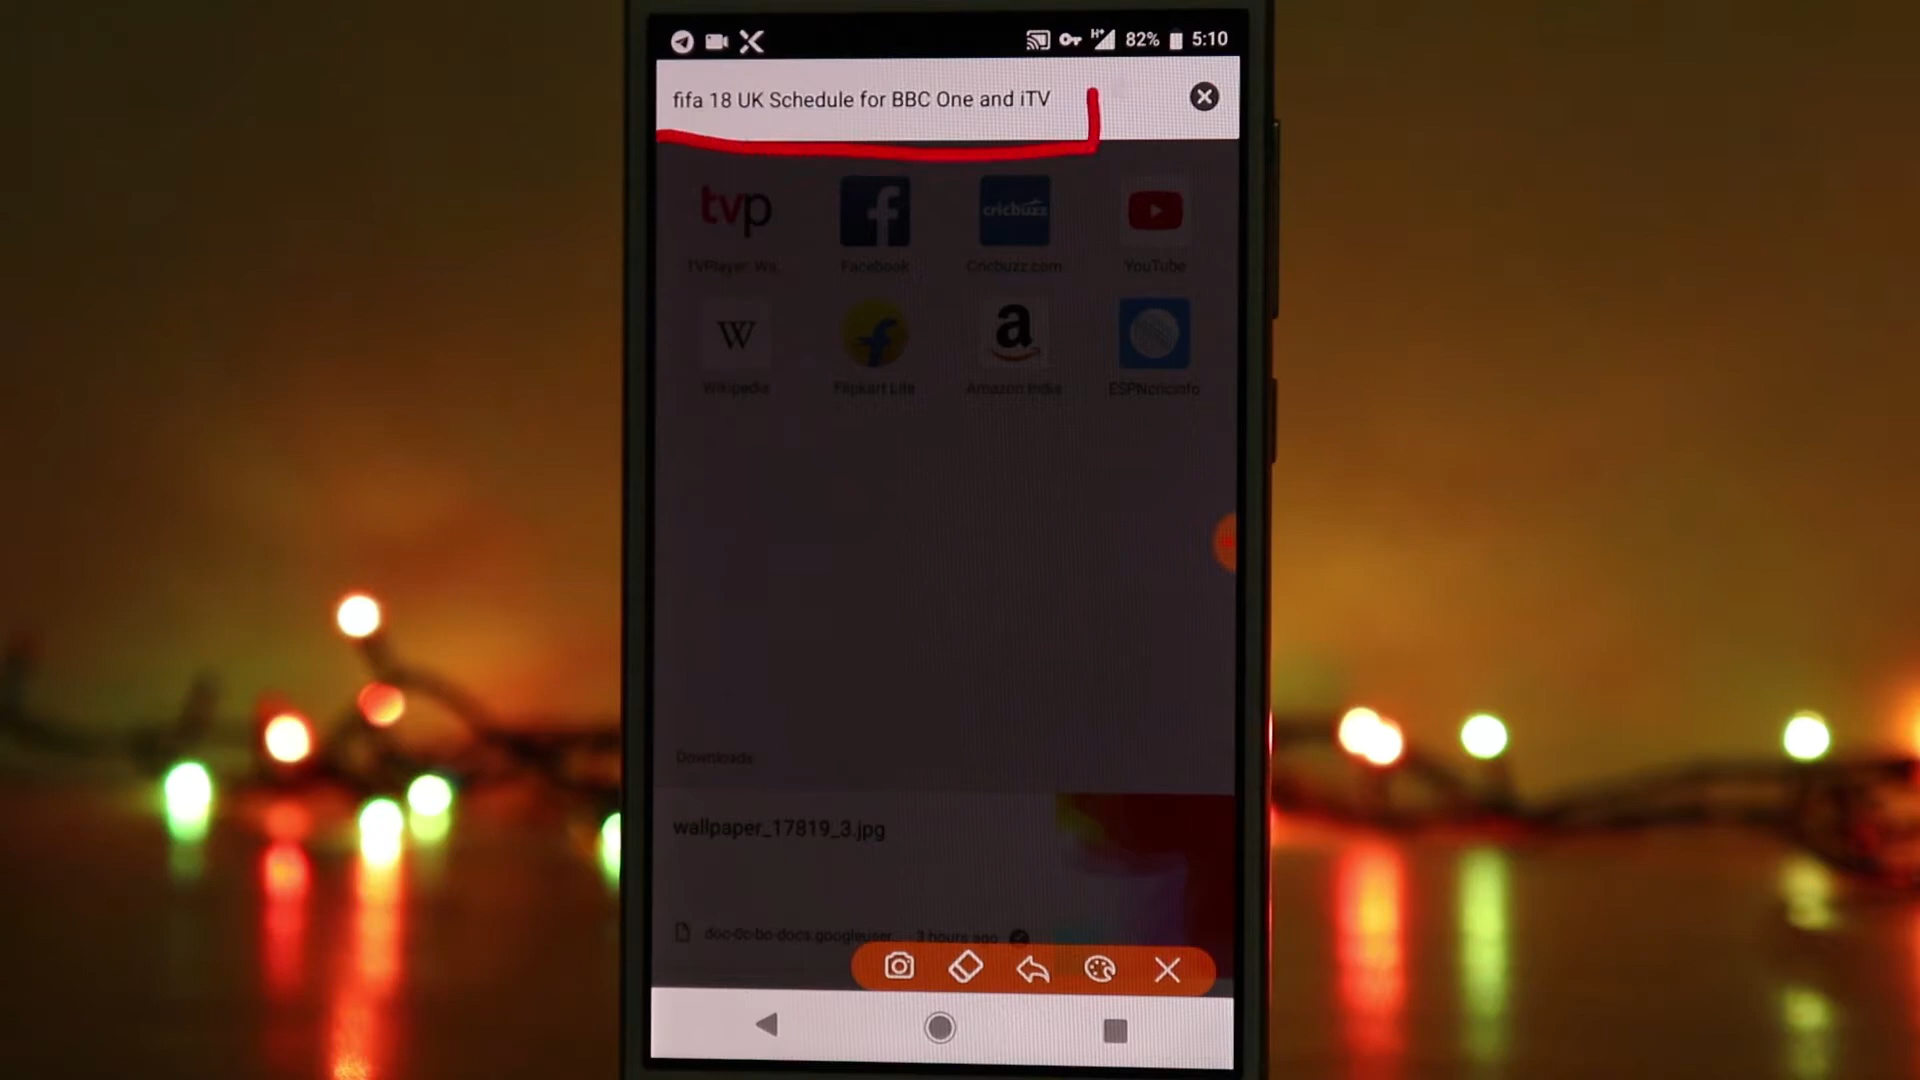 H+ 82% 5:10
fifa 18 UK Schedule for BBC One and iTV
tvp
cricbuzz
TVPlayer: Wa... Facebook Cricbuzz.com YouTube
W
a
Wikipedia Flipkart Lite Amazon India ESPNcricinfo
Downloads
wallpaper_17819_3.jpg
doc-0c-bo-docs.googleuser... 3 hours ago